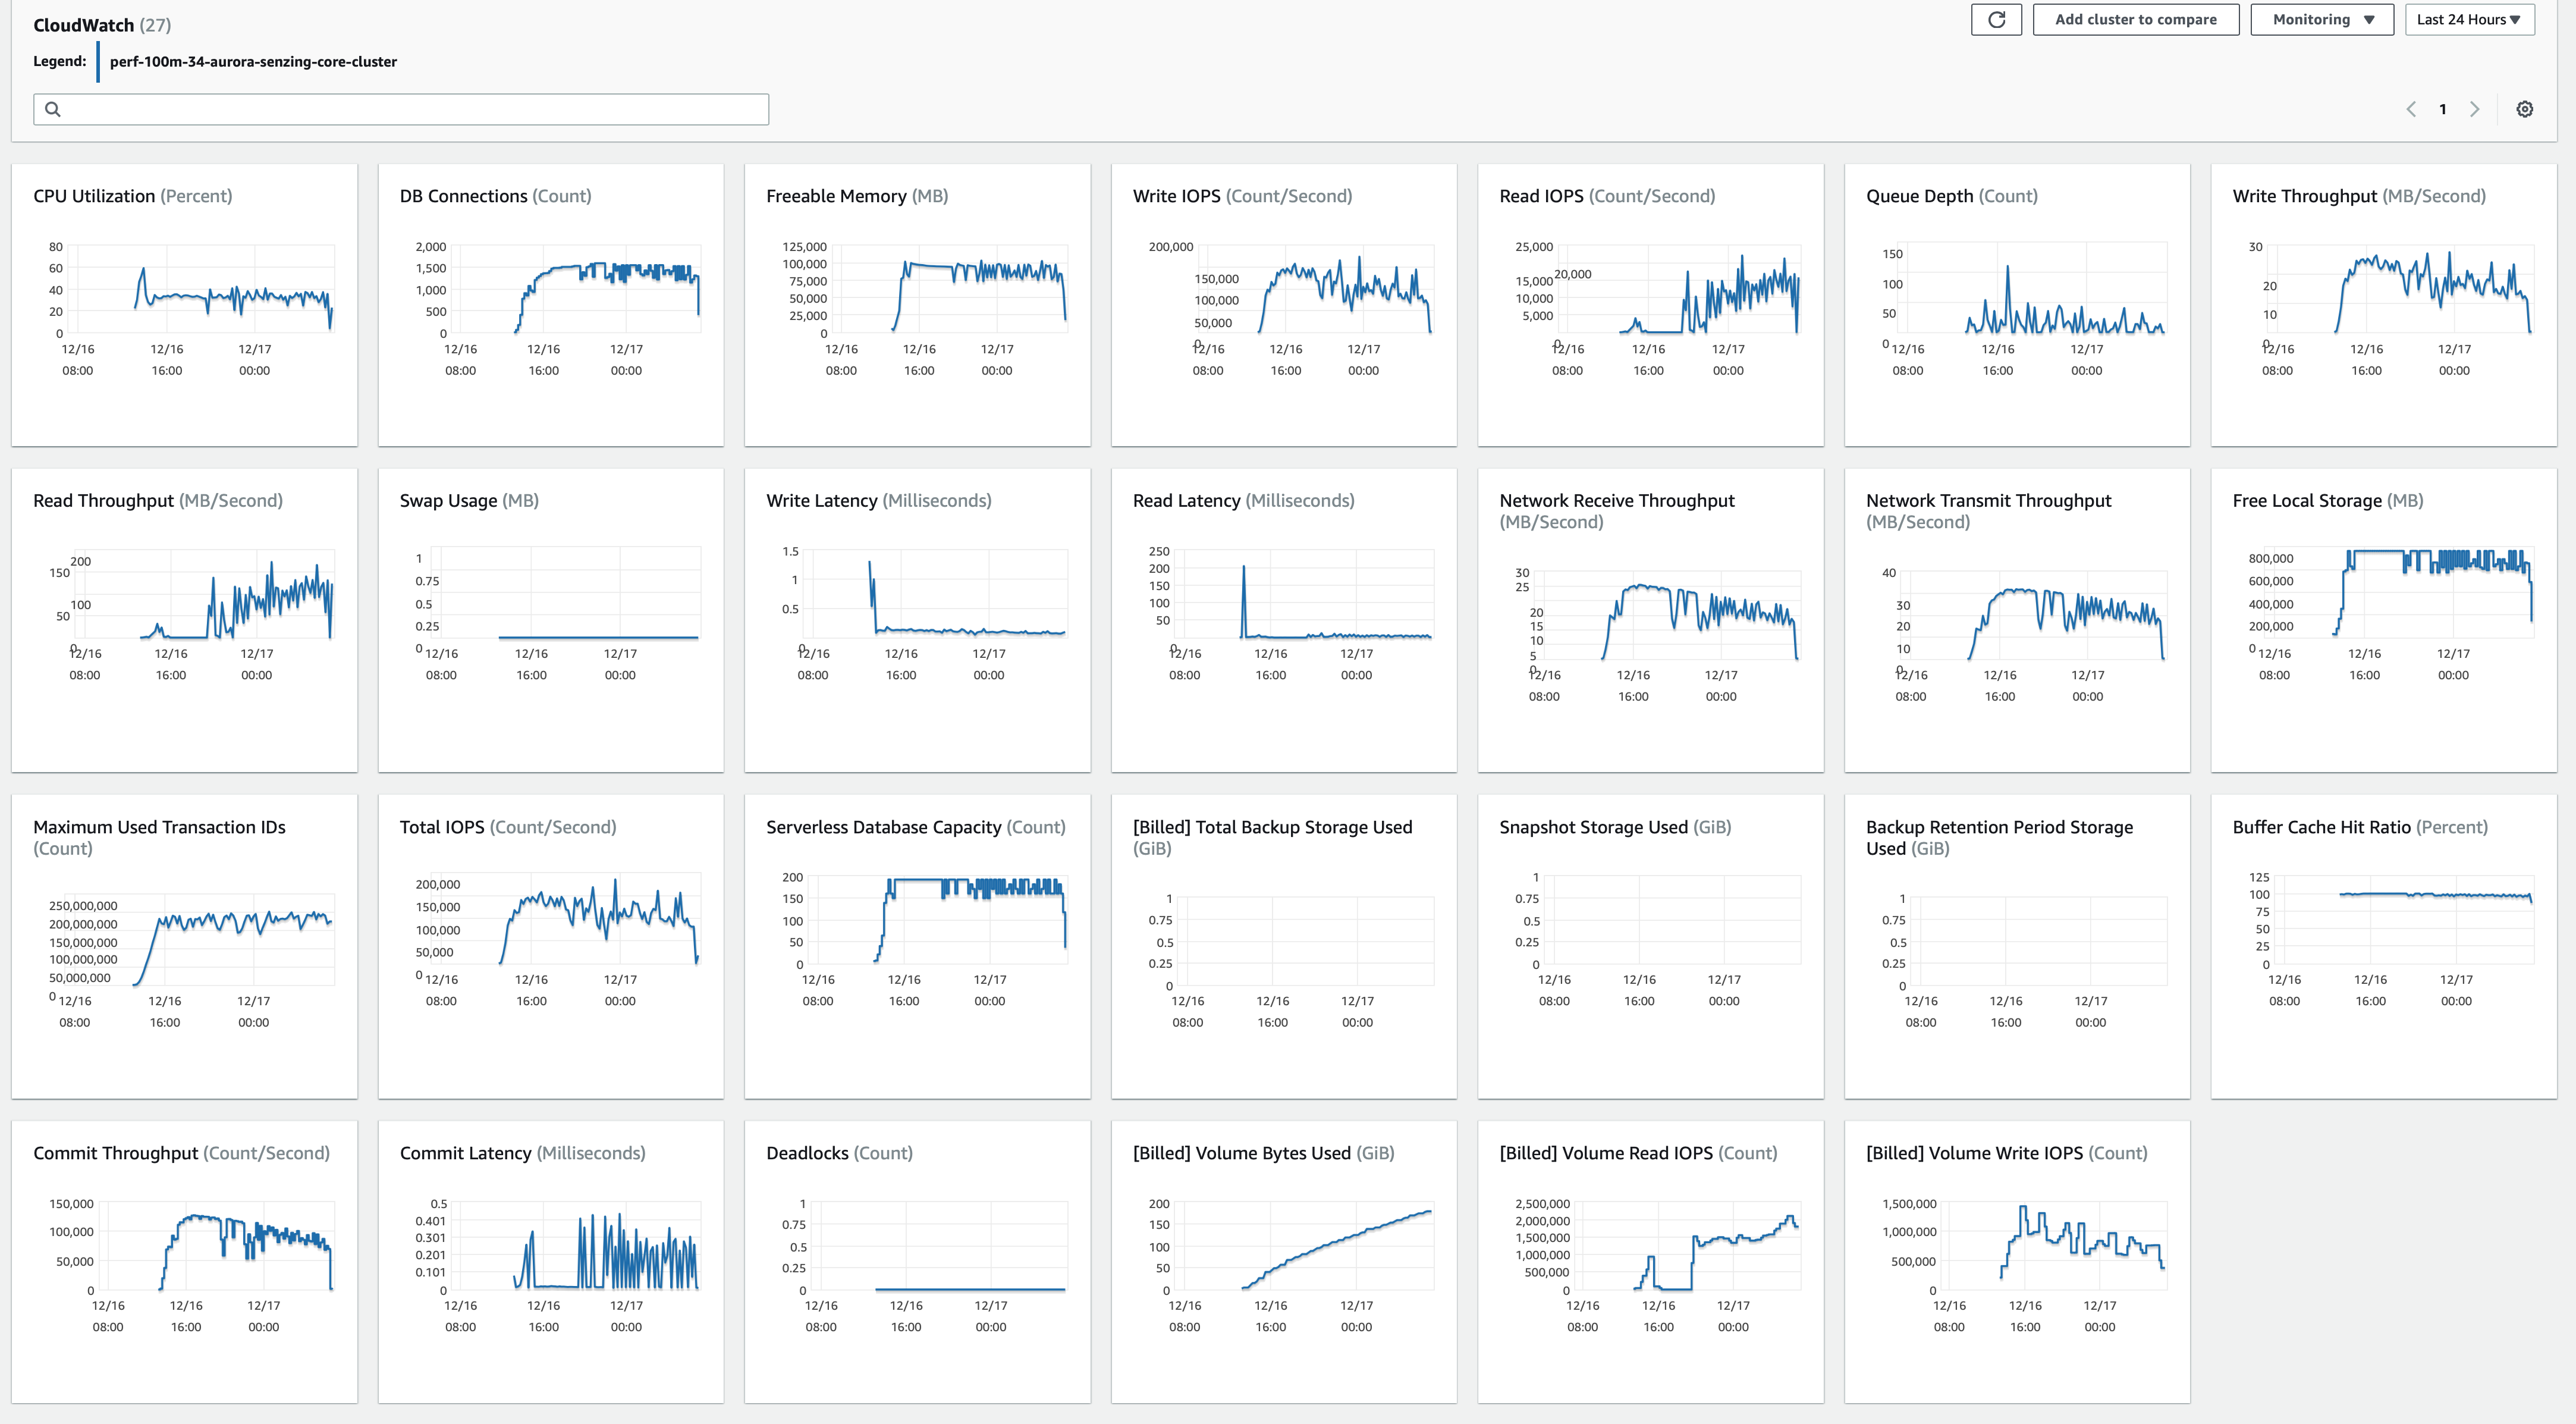 CloudWatch (27)
Add cluster to compare
Monitoring
Last 24 Hours
Legend:
perf-100m-34-aurora-senzing-core-cluster
1
CPU Utilization (Percent)
80
60
40
20
0
12/16 12/16 12/17
08:00 16:00 00:00
DB Connections (Count)
2,000
1,500
1,000
500
0
12/16 12/16 12/17
08:00 16:00 00:00
Freeable Memory (MB)
125,000
100,000
75,000
50,000
25,000
0
12/16 12/16 12/17
08:00 16:00 00:00
Write IOPS (Count/Second)
200,000
150,000
100,000
50,000
0
12/16 12/16 12/17
08:00 16:00 00:00
Read IOPS (Count/Second)
25,000
20,000
15,000
10,000
5,000
0
12/16 12/16 12/17
08:00 16:00 00:00
Queue Depth (Count)
150
100
50
0
12/16 12/16 12/17
08:00 16:00 00:00
Write Throughput (MB/Second)
30
20
10
0
12/16 12/16 12/17
08:00 16:00 00:00
Read Throughput (MB/Second)
200
150
100
50
0
12/16 12/16 12/17
08:00 16:00 00:00
Swap Usage (MB)
1
0.75
0.5
0.25
0
12/16 12/16 12/17
08:00 16:00 00:00
Write Latency (Milliseconds)
1.5
1
0.5
0
12/16 12/16 12/17
08:00 16:00 00:00
Read Latency (Milliseconds)
250
200
150
100
50
0
12/16 12/16 12/17
08:00 16:00 00:00
Network Receive Throughput
(MB/Second)
30
25
20
15
10
5
0
12/16 12/16 12/17
08:00 16:00 00:00
Network Transmit Throughput
(MB/Second)
40
30
20
10
0
12/16 12/16 12/17
08:00 16:00 00:00
Free Local Storage (MB)
800,000
600,000
400,000
200,000
0
12/16 12/16 12/17
08:00 16:00 00:00
Maximum Used Transaction IDs
(Count)
250,000,000
200,000,000
150,000,000
100,000,000
50,000,000
0
12/16 12/16 12/17
08:00 16:00 00:00
Total IOPS (Count/Second)
200,000
150,000
100,000
50,000
0
12/16 12/16 12/17
08:00 16:00 00:00
Serverless Database Capacity (Count)
200
150
100
50
0
12/16 12/16 12/17
08:00 16:00 00:00
[Billed] Total Backup Storage Used
(GiB)
1
0.75
0.5
0.25
0
12/16 12/16 12/17
08:00 16:00 00:00
Snapshot Storage Used (GiB)
1
0.75
0.5
0.25
0
12/16 12/16 12/17
08:00 16:00 00:00
Backup Retention Period Storage
Used (GiB)
1
0.75
0.5
0.25
0
12/16 12/16 12/17
08:00 16:00 00:00
Buffer Cache Hit Ratio (Percent)
125
100
75
50
25
0
12/16 12/16 12/17
08:00 16:00 00:00
Commit Throughput (Count/Second)
150,000
100,000
50,000
0
12/16 12/16 12/17
08:00 16:00 00:00
Commit Latency (Milliseconds)
0.5
0.401
0.301
0.201
0.101
0
12/16 12/16 12/17
08:00 16:00 00:00
Deadlocks (Count)
1
0.75
0.5
0.25
0
12/16 12/16 12/17
08:00 16:00 00:00
[Billed] Volume Bytes Used (GiB)
200
150
100
50
0
12/16 12/16 12/17
08:00 16:00 00:00
[Billed] Volume Read IOPS (Count)
2,500,000
2,000,000
1,500,000
1,000,000
500,000
0
12/16 12/16 12/17
08:00 16:00 00:00
[Billed] Volume Write IOPS (Count)
1,500,000
1,000,000
500,000
0
12/16 12/16 12/17
08:00 16:00 00:00